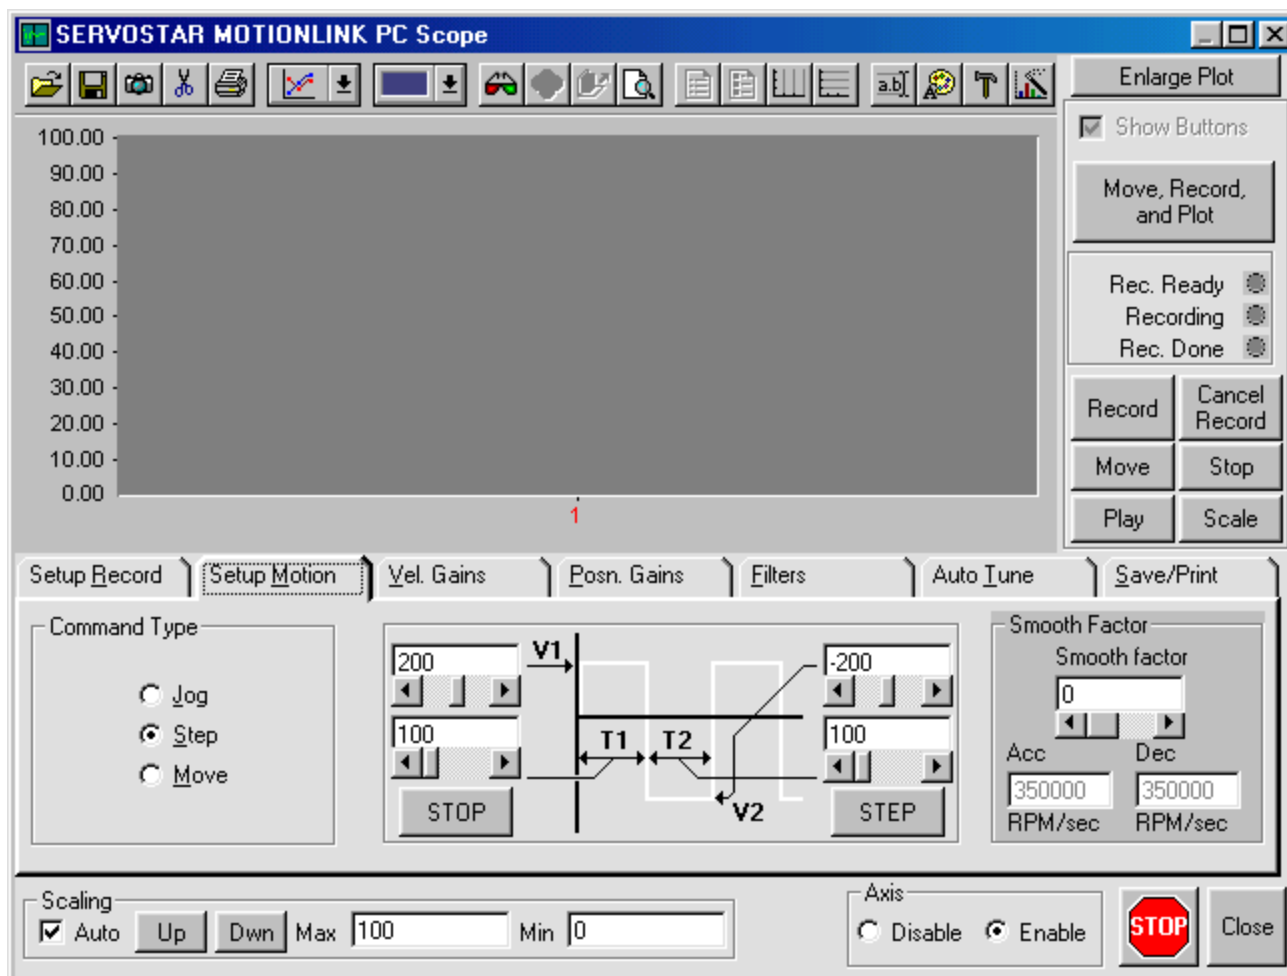 SERVOSTAR MOTIONLINK PC Scope
a.b
Enlarge Plot
Show Buttons
Move, Record,
and Plot
Rec. Ready
Recording
Rec. Done
Record
Cancel
Record
Move
Stop
Play
Scale
100.00
90.00
80.00
70.00
60.00
50.00
40.00
30.00
20.00
10.00
0.00
1
Setup Record
Setup Motion
Vel. Gains
Posn. Gains
Filters
Auto Tune
Save/Print
Command Type
Jog
Step
Move
200
100
STOP
V1
T1
T2
V2
-200
100
STEP
Smooth Factor
Smooth factor
0
Acc
Dec
350000
350000
RPM/sec
RPM/sec
Scaling
Auto
Up
Dwn
Max
100
Min
0
Axis
Disable
Enable
STOP
Close